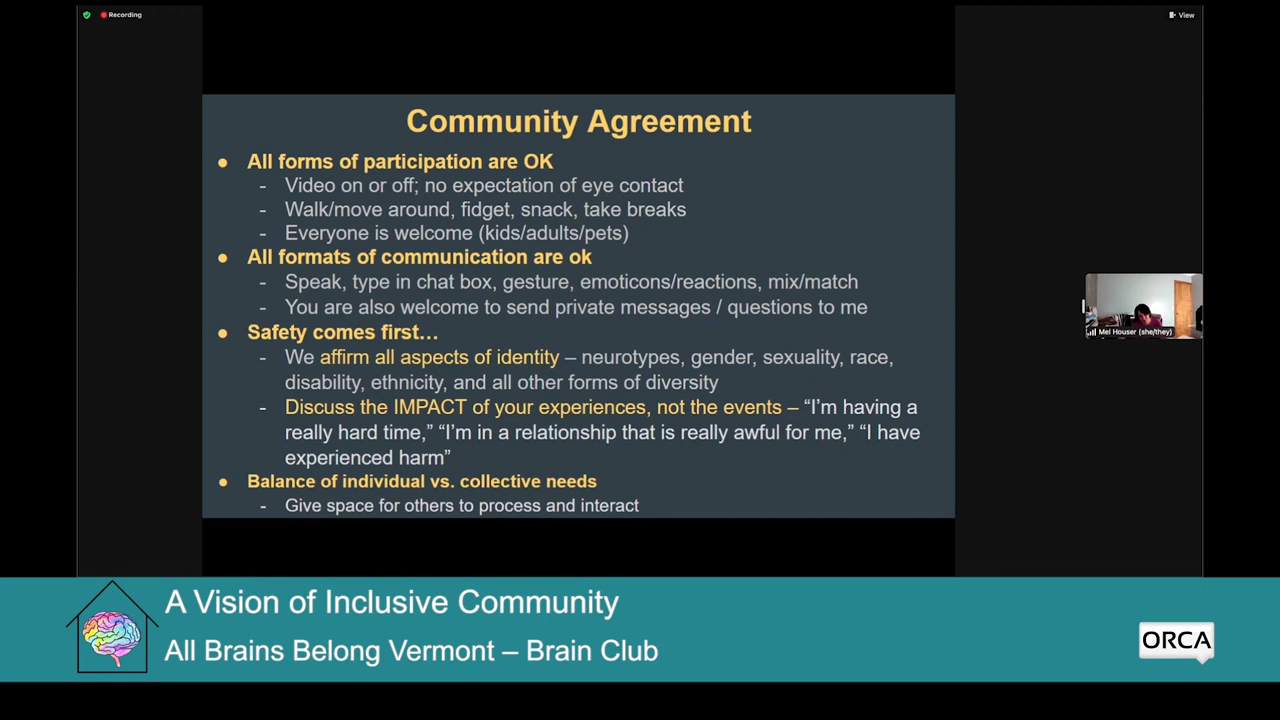 Recording
View
Community Agreement
● All forms of participation are OK
- Video on or off; no expectation of eye contact
- Walk/move around, fidget, snack, take breaks
- Everyone is welcome (kids/adults/pets)
● All formats of communication are ok
- Speak, type in chat box, gesture, emoticons/reactions, mix/match
- You are also welcome to send private messages / questions to me
● Safety comes first…
- We affirm all aspects of identity – neurotypes, gender, sexuality, race,
disability, ethnicity, and all other forms of diversity
- Discuss the IMPACT of your experiences, not the events – “I’m having a
really hard time,” “I’m in a relationship that is really awful for me,” “I have
experienced harm”
● Balance of individual vs. collective needs
- Give space for others to process and interact
Mel Houser (she/they)
A Vision of Inclusive Community
All Brains Belong Vermont – Brain Club
ORCA